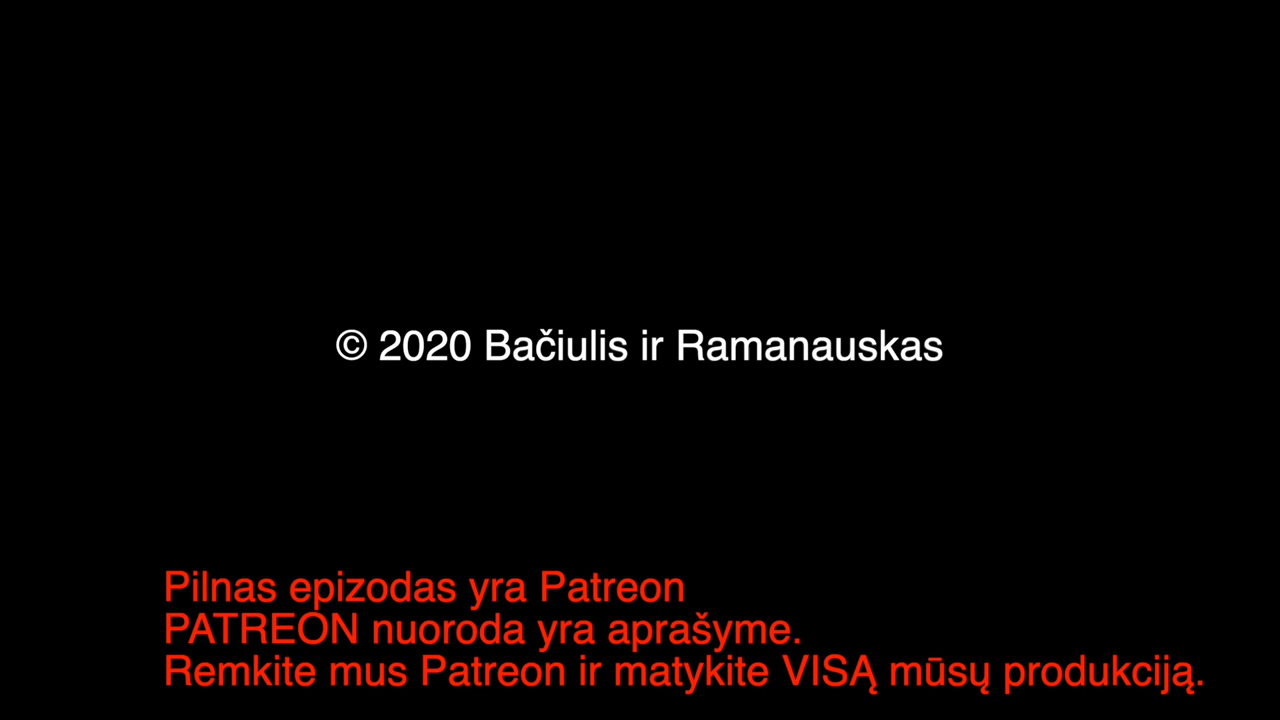 © 2020 Bačiulis ir Ramanauskas
Pilnas epizodas yra Patreon
PATREON nuoroda yra aprašyme.
Remkite mus Patreon ir matykite VISĄ mūsų produkciją.